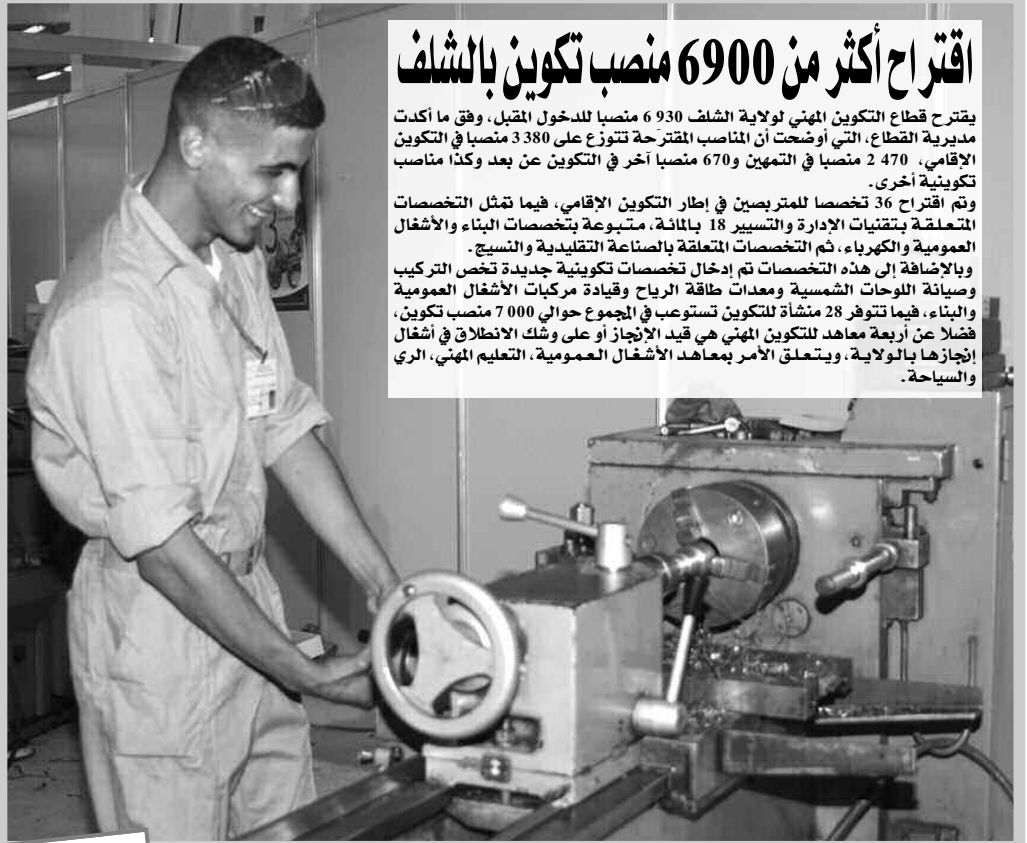 اقتراح أكثر من 6900 منصب تكوين بالشلف
يقترح قطاع التكوين المهني لولاية الشلف 930 6 منصبا للدخول المقبل، وفق ما أكدت
مديرية القطاع، التي أوضحت أن المناصب المقترَحة تتوزع على 380 3 منصبا في التكوين
الإقامي، 470 2 منصبا في التمهين و670 منصبا آخر في التكوين عن بعد وكذا مناصب
تكوينية أخرى.
وتم اقتراح 36 تخصصا للمتربصين في إطار التكوين الإقامي، فيما تمثل التخصصات
المتعلقة بتقنيات الإدارة والتسيير 18 بالمائة، متبوعة بتخصصات البناء والأشغال
العمومية والكهرباء، ثم التخصصات المتعلقة بالصناعة التقليدية والنسيج.
وبالإضافة إلى هذه التخصصات تم إدخال تخصصات تكوينية جديدة تخص التركيب
وصيانة اللوحات الشمسية ومعدات طاقة الرياح وقيادة مركبات الأشغال العمومية
والبناء، فيما تتوفر 28 منشأة للتكوين تستوعب في المجموع حوالي 000 7 منصب تكوين،
فضلا عن أربعة معاهد للتكوين المهني هي قيد الإنجاز أو على وشك الانطلاق في أشغال
إنجازها بالولاية، ويتعلق الأمر بمعاهد الأشغال العمومية، التعليم المهني، الري
والسياحة.